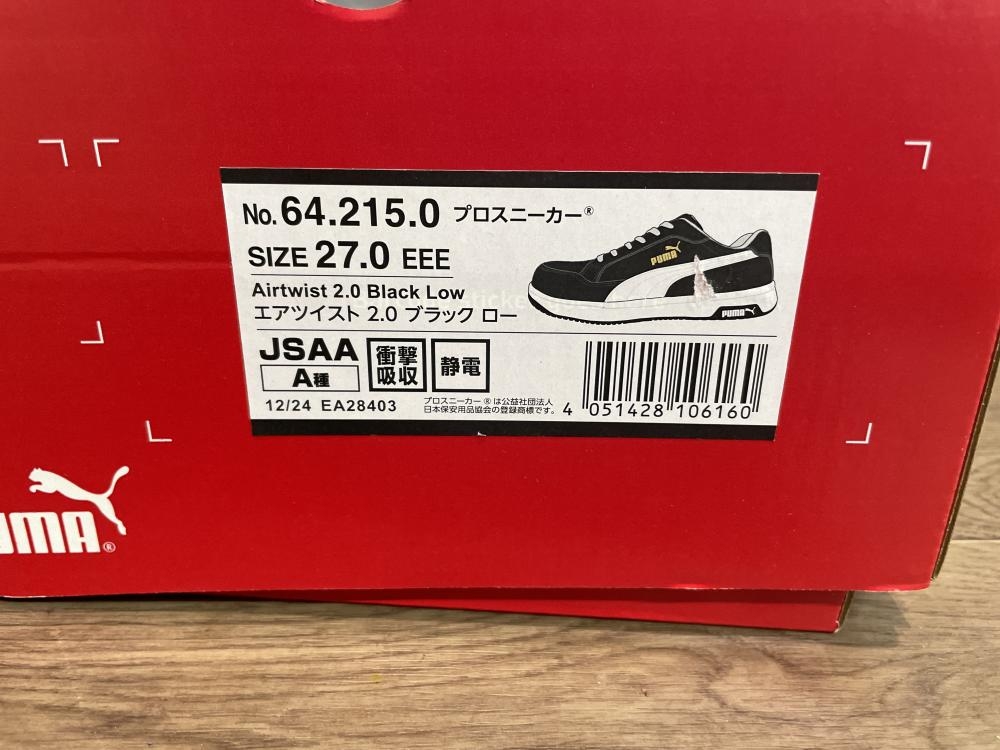 No. 64.215.0 プロスニーカー®
SIZE 27.0 EEE
PUMA
Airtwist 2.0 Black Low
エアツイスト 2.0 ブラック ロー
PUMA
JSAA
A種
衝撃
吸収
静電
12/24 EA28403
プロスニーカー®は公益社団法人
日本保安用品協会の登録商標です。
4 051428 106160
UMA®